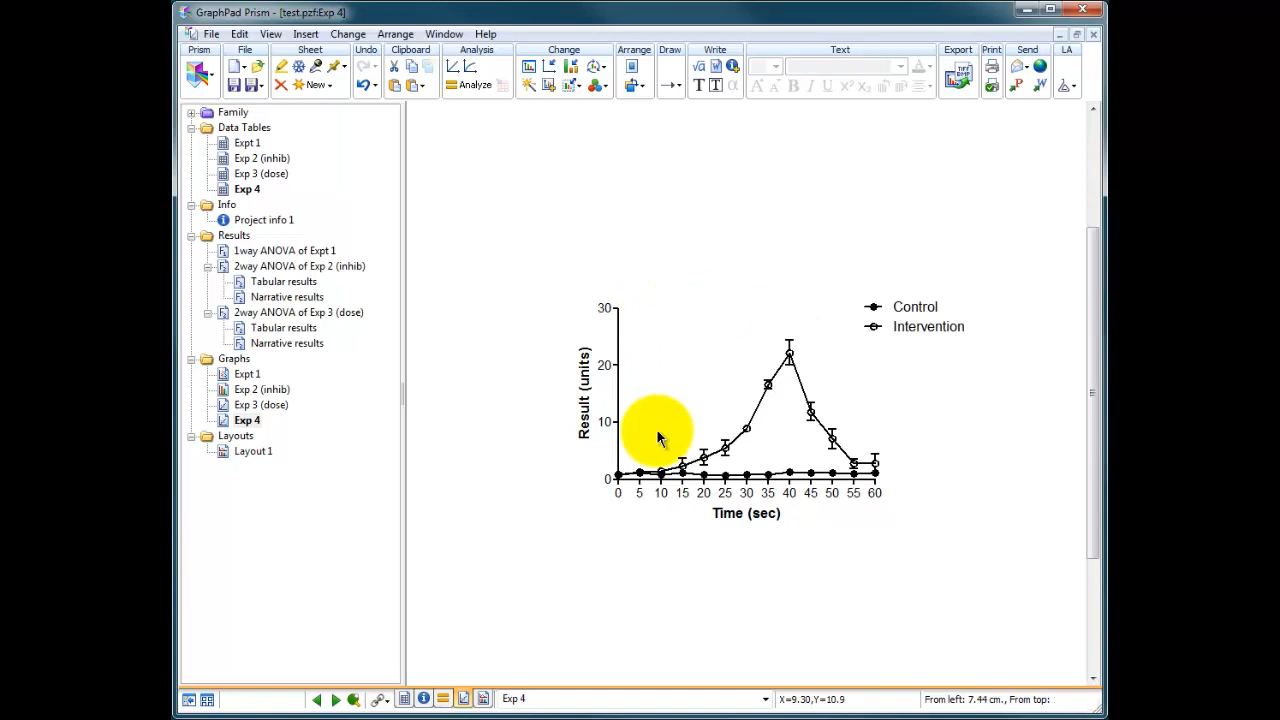 GraphPad Prism - [test.pzf:Exp 4]
File Edit View Insert Change Arrange Window Help
Prism File Sheet Undo Clipboard Analysis Change Arrange Draw Write Text Export Print Send LA
New
Analyze
Family
Data Tables
Expt 1
Exp 2 (inhib)
Exp 3 (dose)
Exp 4
Info
Project info 1
Results
1way ANOVA of Expt 1
2way ANOVA of Exp 2 (inhib)
Tabular results
Narrative results
2way ANOVA of Exp 3 (dose)
Tabular results
Narrative results
Graphs
Expt 1
Exp 2 (inhib)
Exp 3 (dose)
Exp 4
Layouts
Layout 1
Result (units)
30
20
10
0
0 5 10 15 20 25 30 35 40 45 50 55 60
Time (sec)
Control
Intervention
Exp 4
X=9.30,Y=10.9
From left: 7.44 cm., From top: